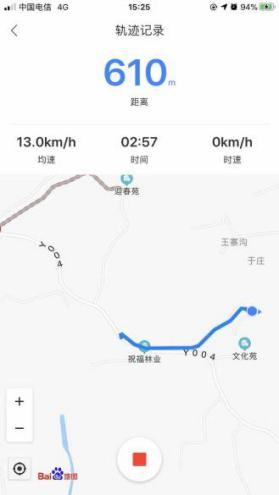 中国电信 4G 15:25 94%
轨迹记录
610m
距离
13.0km/h 02:57 0km/h
均速 时间 时速
迎春苑
王寨沟
Y004
于庄
祝福林业 Y004
文化苑
+
−
Bai地图